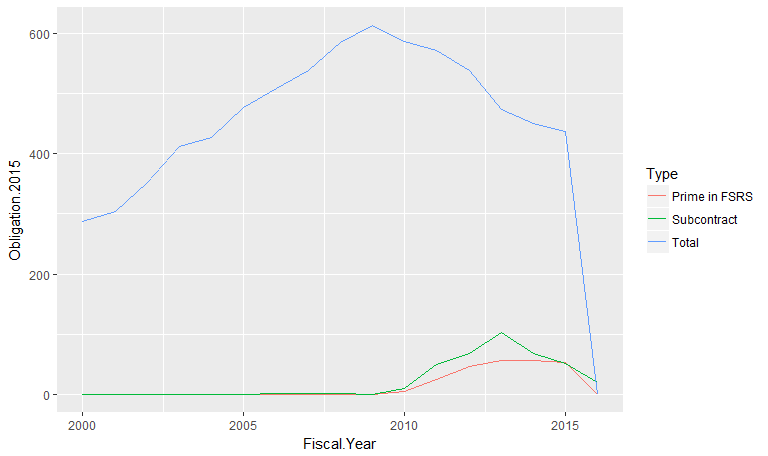 600
400
200
0
Obligation.2015
2000
2005
2010
2015
Fiscal.Year
Type
Prime in FSRS
Subcontract
Total